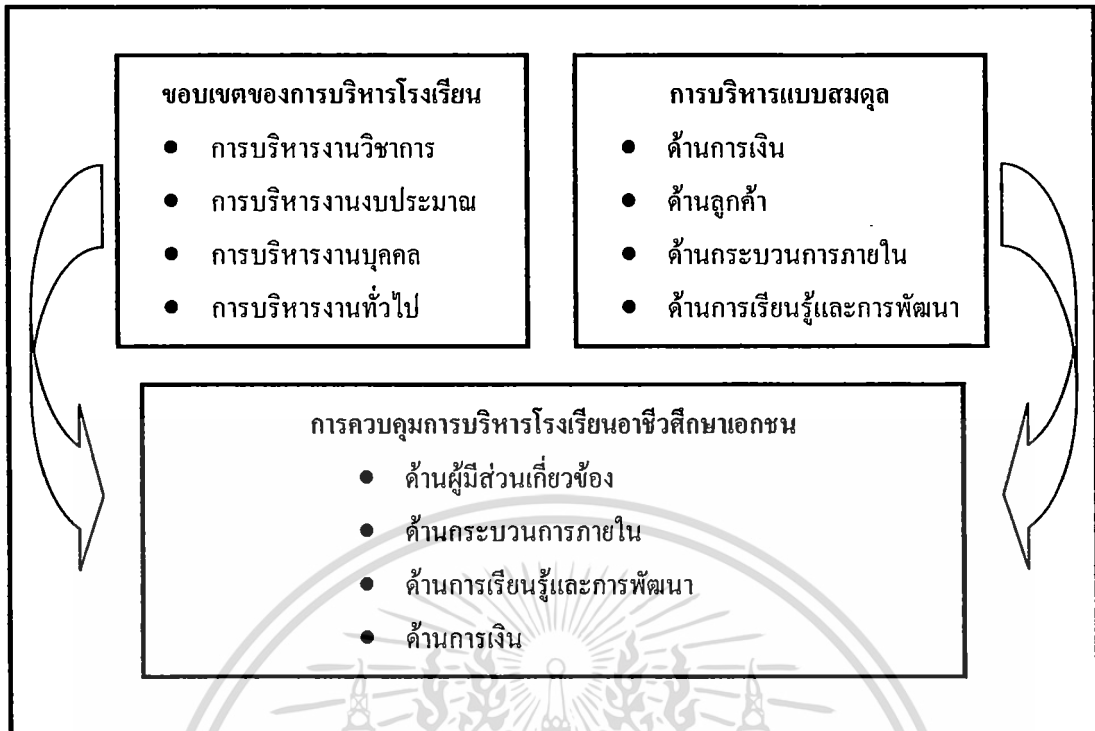 ขอบเขตของการบริหารโรงเรียน
● การบริหารงานวิชาการ
● การบริหารงานงบประมาณ
● การบริหารงานบุคคล
● การบริหารงานทั่วไป
การบริหารแบบสมดุล
● ด้านการเงิน
● ด้านลูกค้า
● ด้านกระบวนการภายใน
● ด้านการเรียนรู้และการพัฒนา
การควบคุมการบริหารโรงเรียนอาชีวศึกษาเอกชน
● ด้านผู้มีส่วนเกี่ยวข้อง
● ด้านกระบวนการภายใน
● ด้านการเรียนรู้และการพัฒนา
● ด้านการเงิน